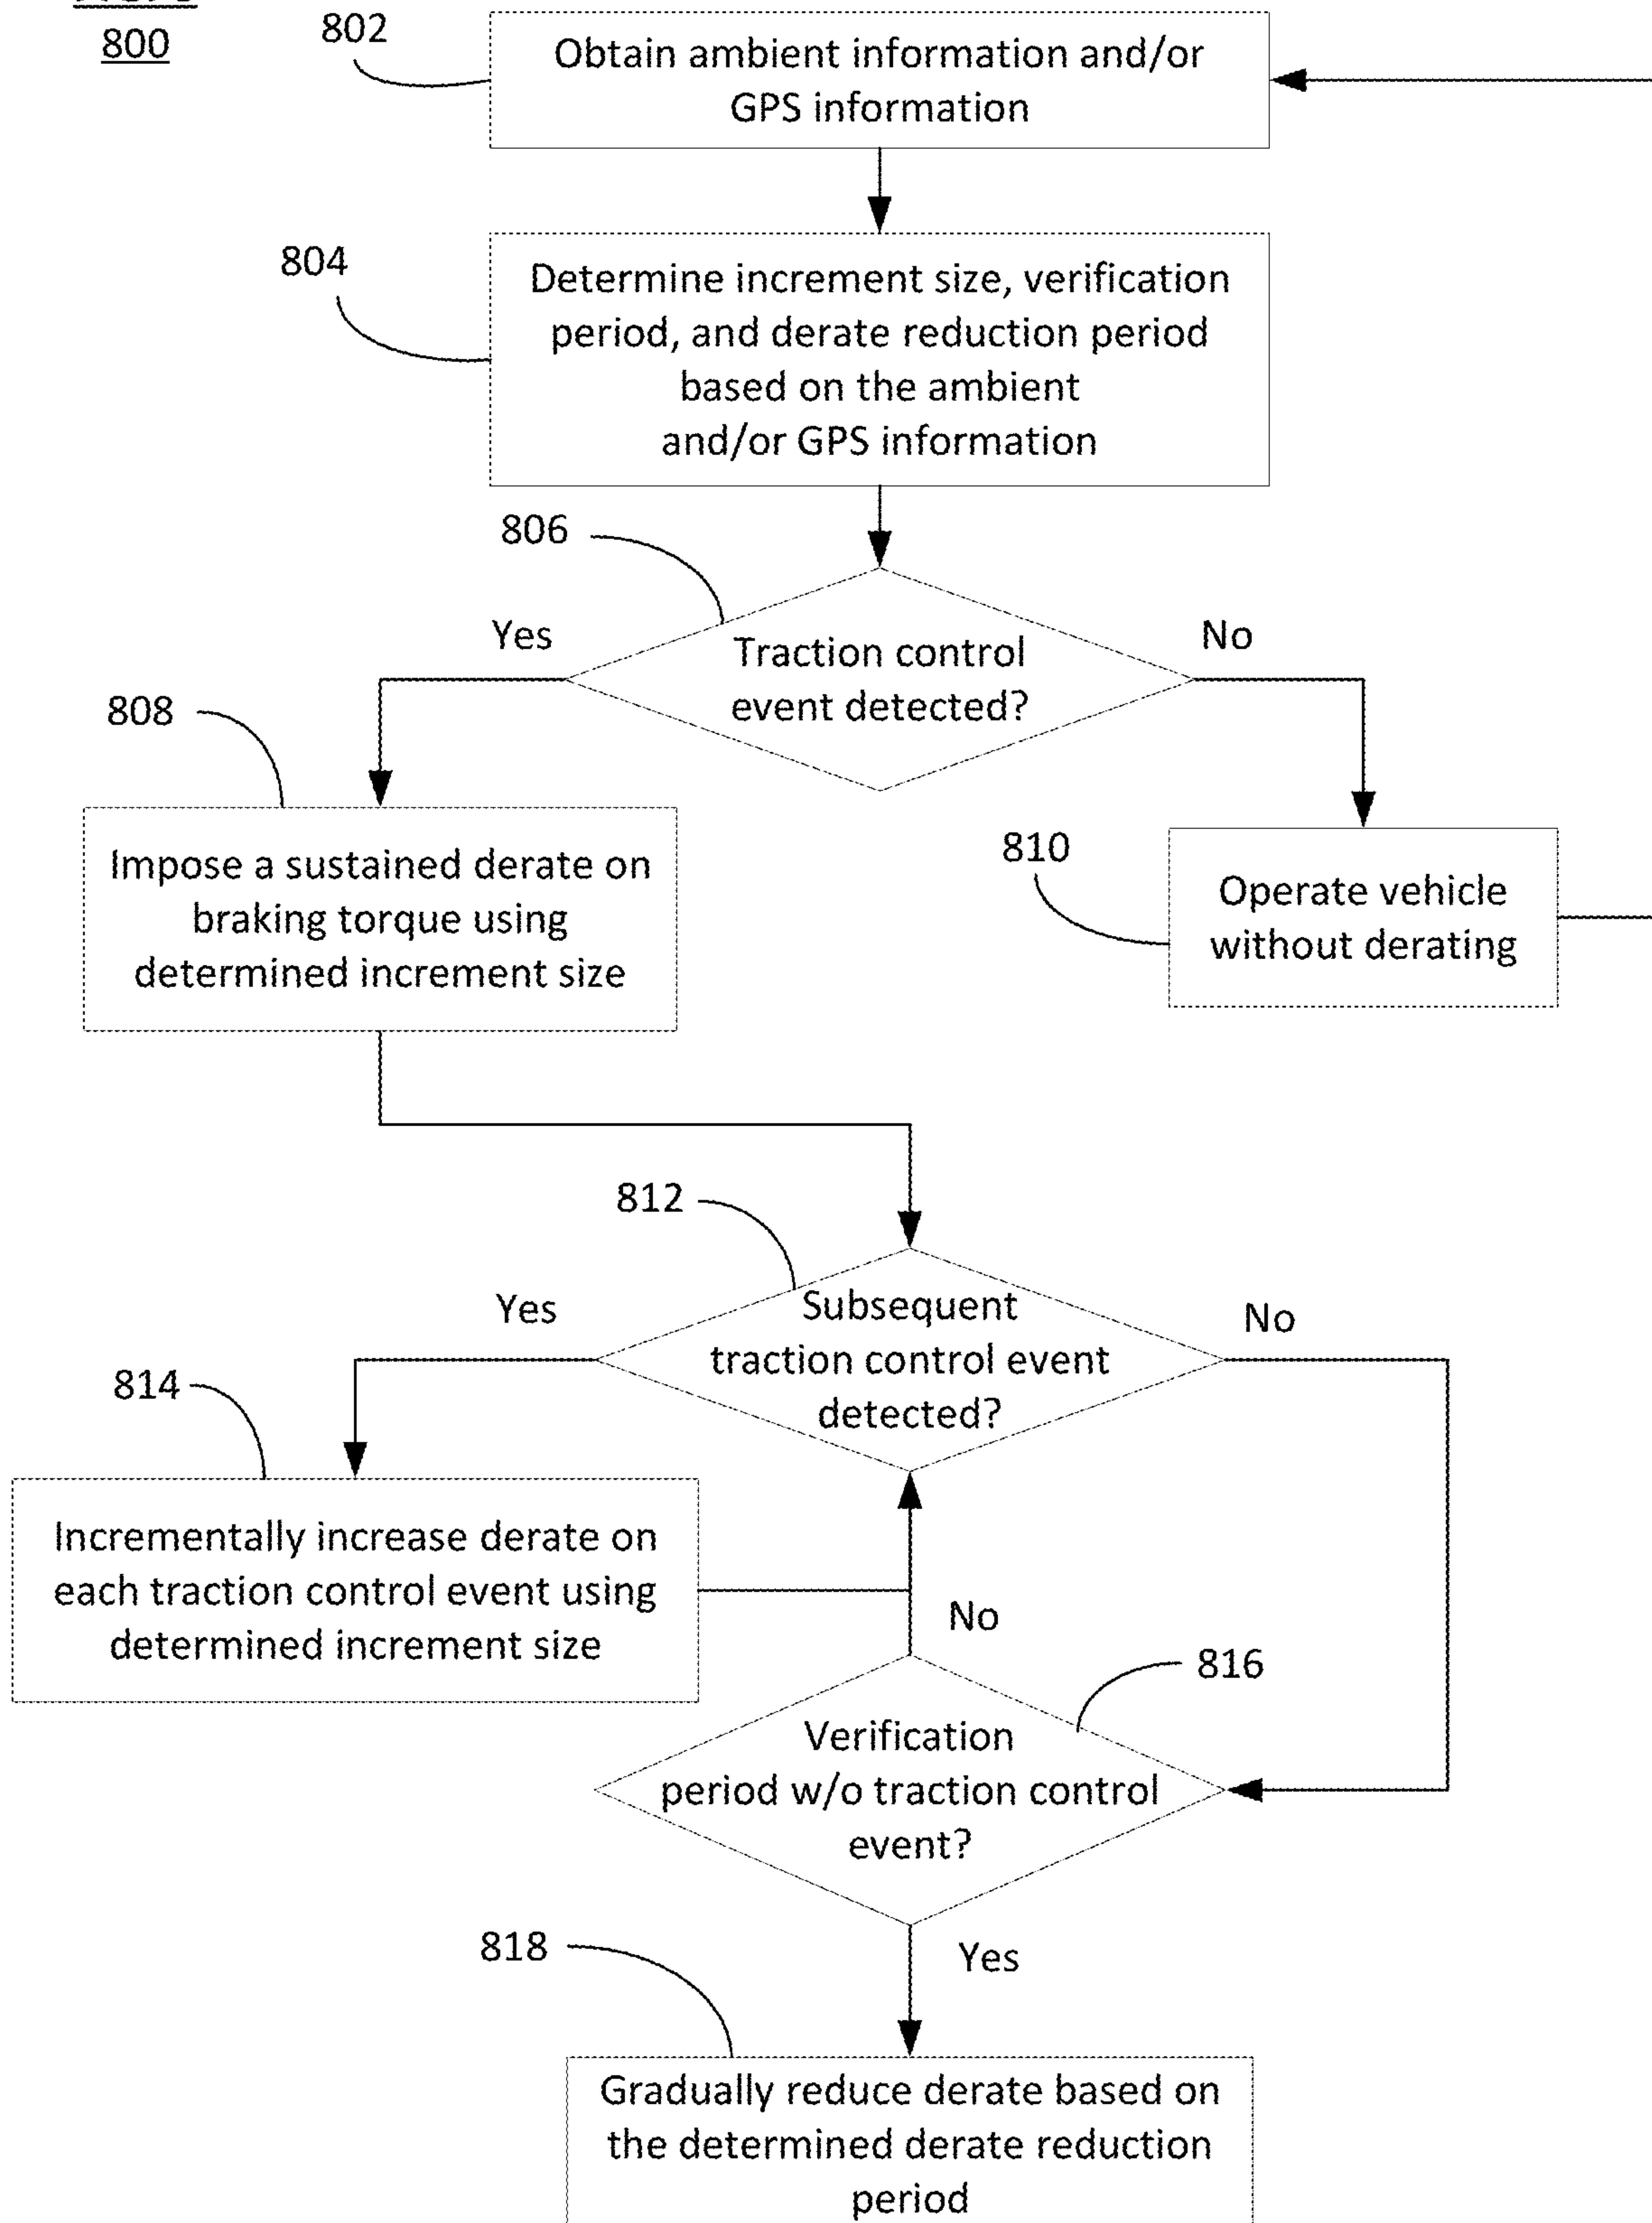 800
802
Obtain ambient information and/or
GPS information
804
Determine increment size, verification
period, and derate reduction period
based on the ambient
and/or GPS information
806
Yes
No
Traction control
event detected?
808
Impose a sustained derate on
braking torque using
determined increment size
810
Operate vehicle
without derating
812
Yes
No
Subsequent
traction control event
detected?
814
Incrementally increase derate on
each traction control event using
determined increment size
No
816
Verification
period w/o traction control
event?
Yes
818
Gradually reduce derate based on
the determined derate reduction
period